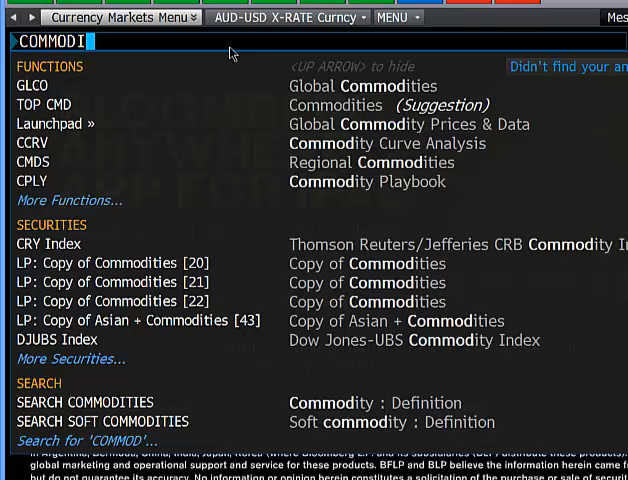 Currency Markets Menu AUD-USD X-RATE Curncy MENU Mes
COMMODI
FUNCTIONS <UP ARROW> to hide Didn't find your an
GLCO Global Commodities
TOP CMD Commodities (Suggestion)
Launchpad » Global Commodity Prices & Data
CCRV Commodity Curve Analysis
CMDS Regional Commodities
CPLY Commodity Playbook
More Functions...
SECURITIES
CRY Index Thomson Reuters/Jefferies CRB Commodity I
LP: Copy of Commodities [20] Copy of Commodities
LP: Copy of Commodities [21] Copy of Commodities
LP: Copy of Commodities [22] Copy of Commodities
LP: Copy of Asian + Commodities [43] Copy of Asian + Commodities
DJUBS Index Dow Jones-UBS Commodity Index
More Securities...
SEARCH
SEARCH COMMODITIES Commodity : Definition
SEARCH SOFT COMMODITIES Soft commodity : Definition
Search for 'COMMOD'...
in Argentina, Bermuda, China, India, Japan, Korea (where Bloomberg L.P. and its subsidiaries (BLP) distribute these products).
global marketing and operational support and service for these products. BFLP and BLP believe the information herein came f
but do not guarantee its accuracy. No information or opinion herein constitutes a solicitation of the purchase or sale of securit